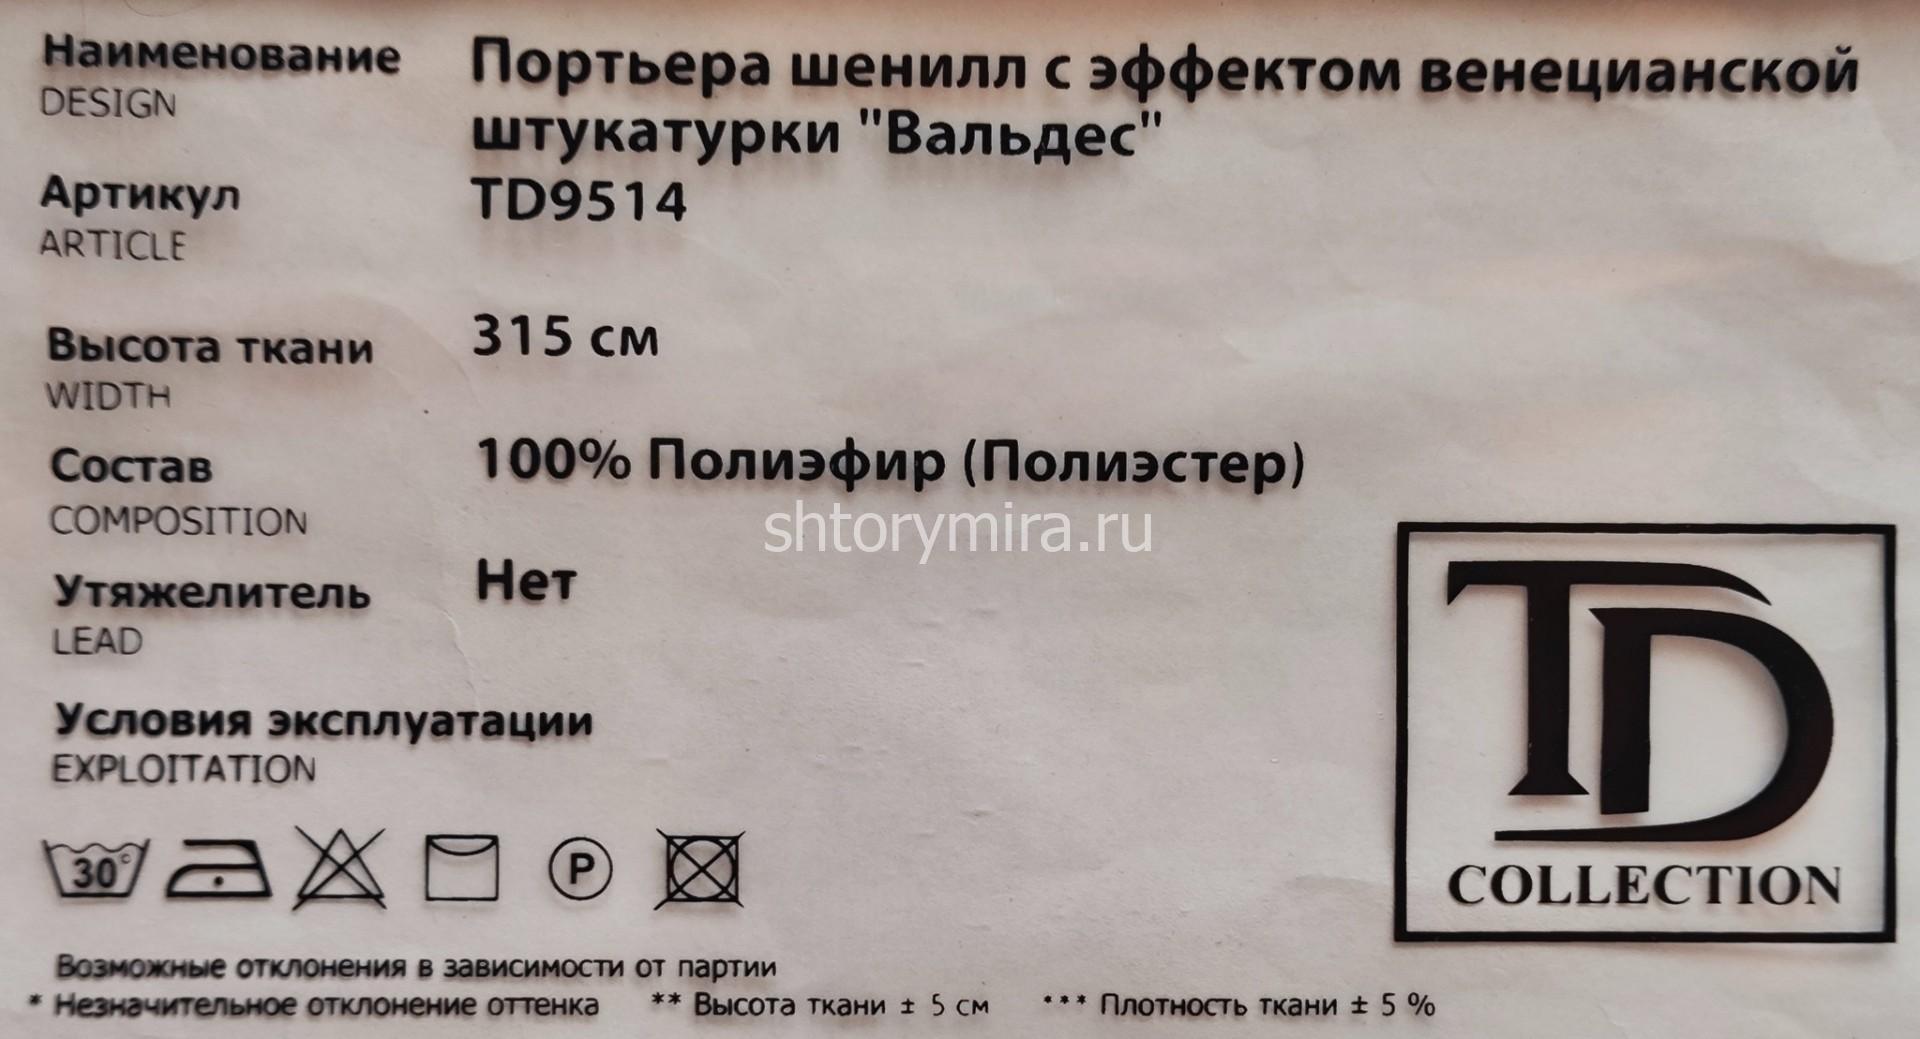 Наименование
DESIGN
Портьера шенилл с эффектом венецианской
штукатурки "Вальдес"
Артикул
ARTICLE
TD9514
Высота ткани
WIDTH
315 см
Состав
COMPOSITION
100% Полиэфир (Полиэстер)
shtorymira.ru
Утяжелитель
LEAD
Нет
Условия эксплуатации
EXPLOITATION
30°
P
TD
COLLECTION
Возможные отклонения в зависимости от партии
* Незначительное отклонение оттенка ** Высота ткани ± 5 см *** Плотность ткани ± 5 %